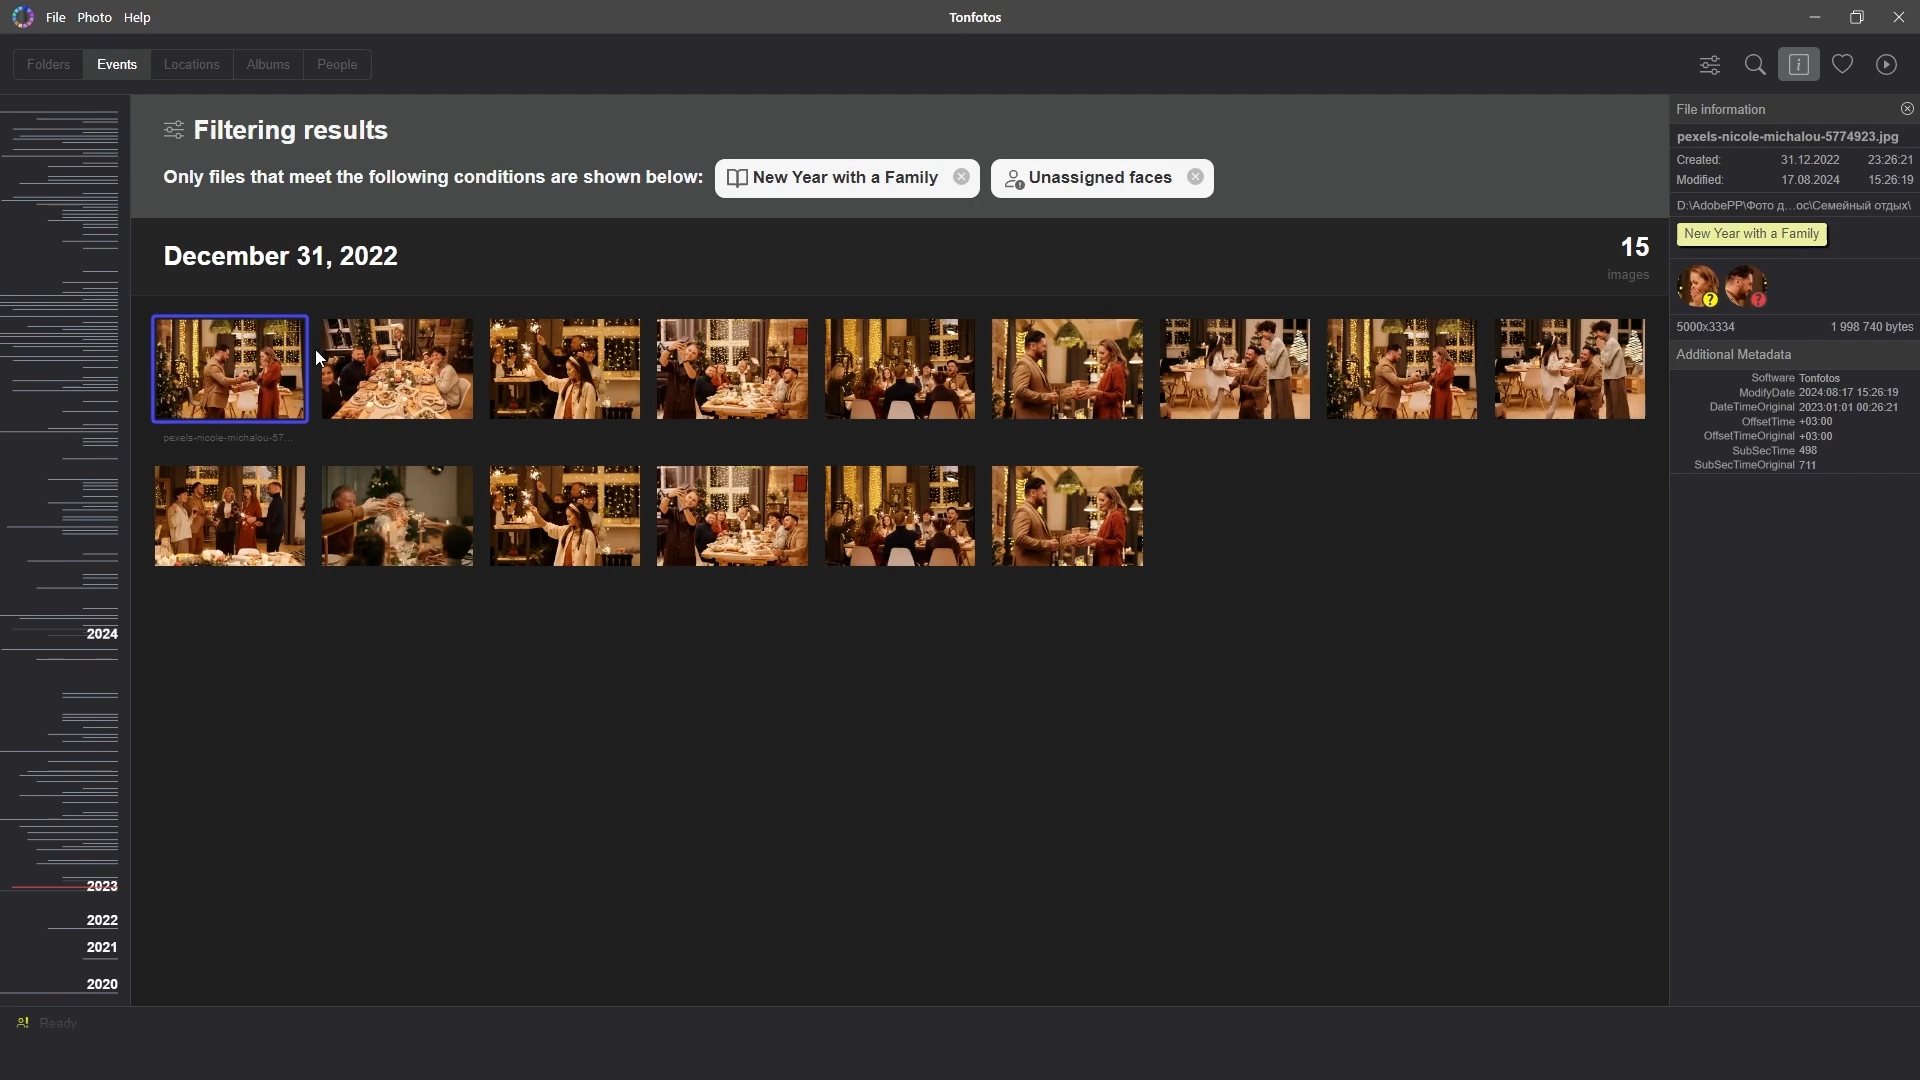 File Photo Help
Tonfotos
Folders Events Locations Albums People
Filtering results
Only files that meet the following conditions are shown below: New Year with a Family Unassigned faces
December 31, 2022
15
images
pexels-nicole-michalou-57...
2024
2023
2022
2021
2020
Ready
File information
pexels-nicole-michalou-5774923.jpg
Created: 31.12.2022 23:26:21
Modified: 17.08.2024 15:26:19
D:\AdobePP\Фото д...ос\Семейный отдых\
New Year with a Family
5000x3334 1 998 740 bytes
Additional Metadata
Software Tonfotos
ModifyDate 2024:08:17 15:26:19
DateTimeOriginal 2023:01:01 00:26:21
OffsetTime +03:00
OffsetTimeOriginal +03:00
SubSecTime 498
SubSecTimeOriginal 711